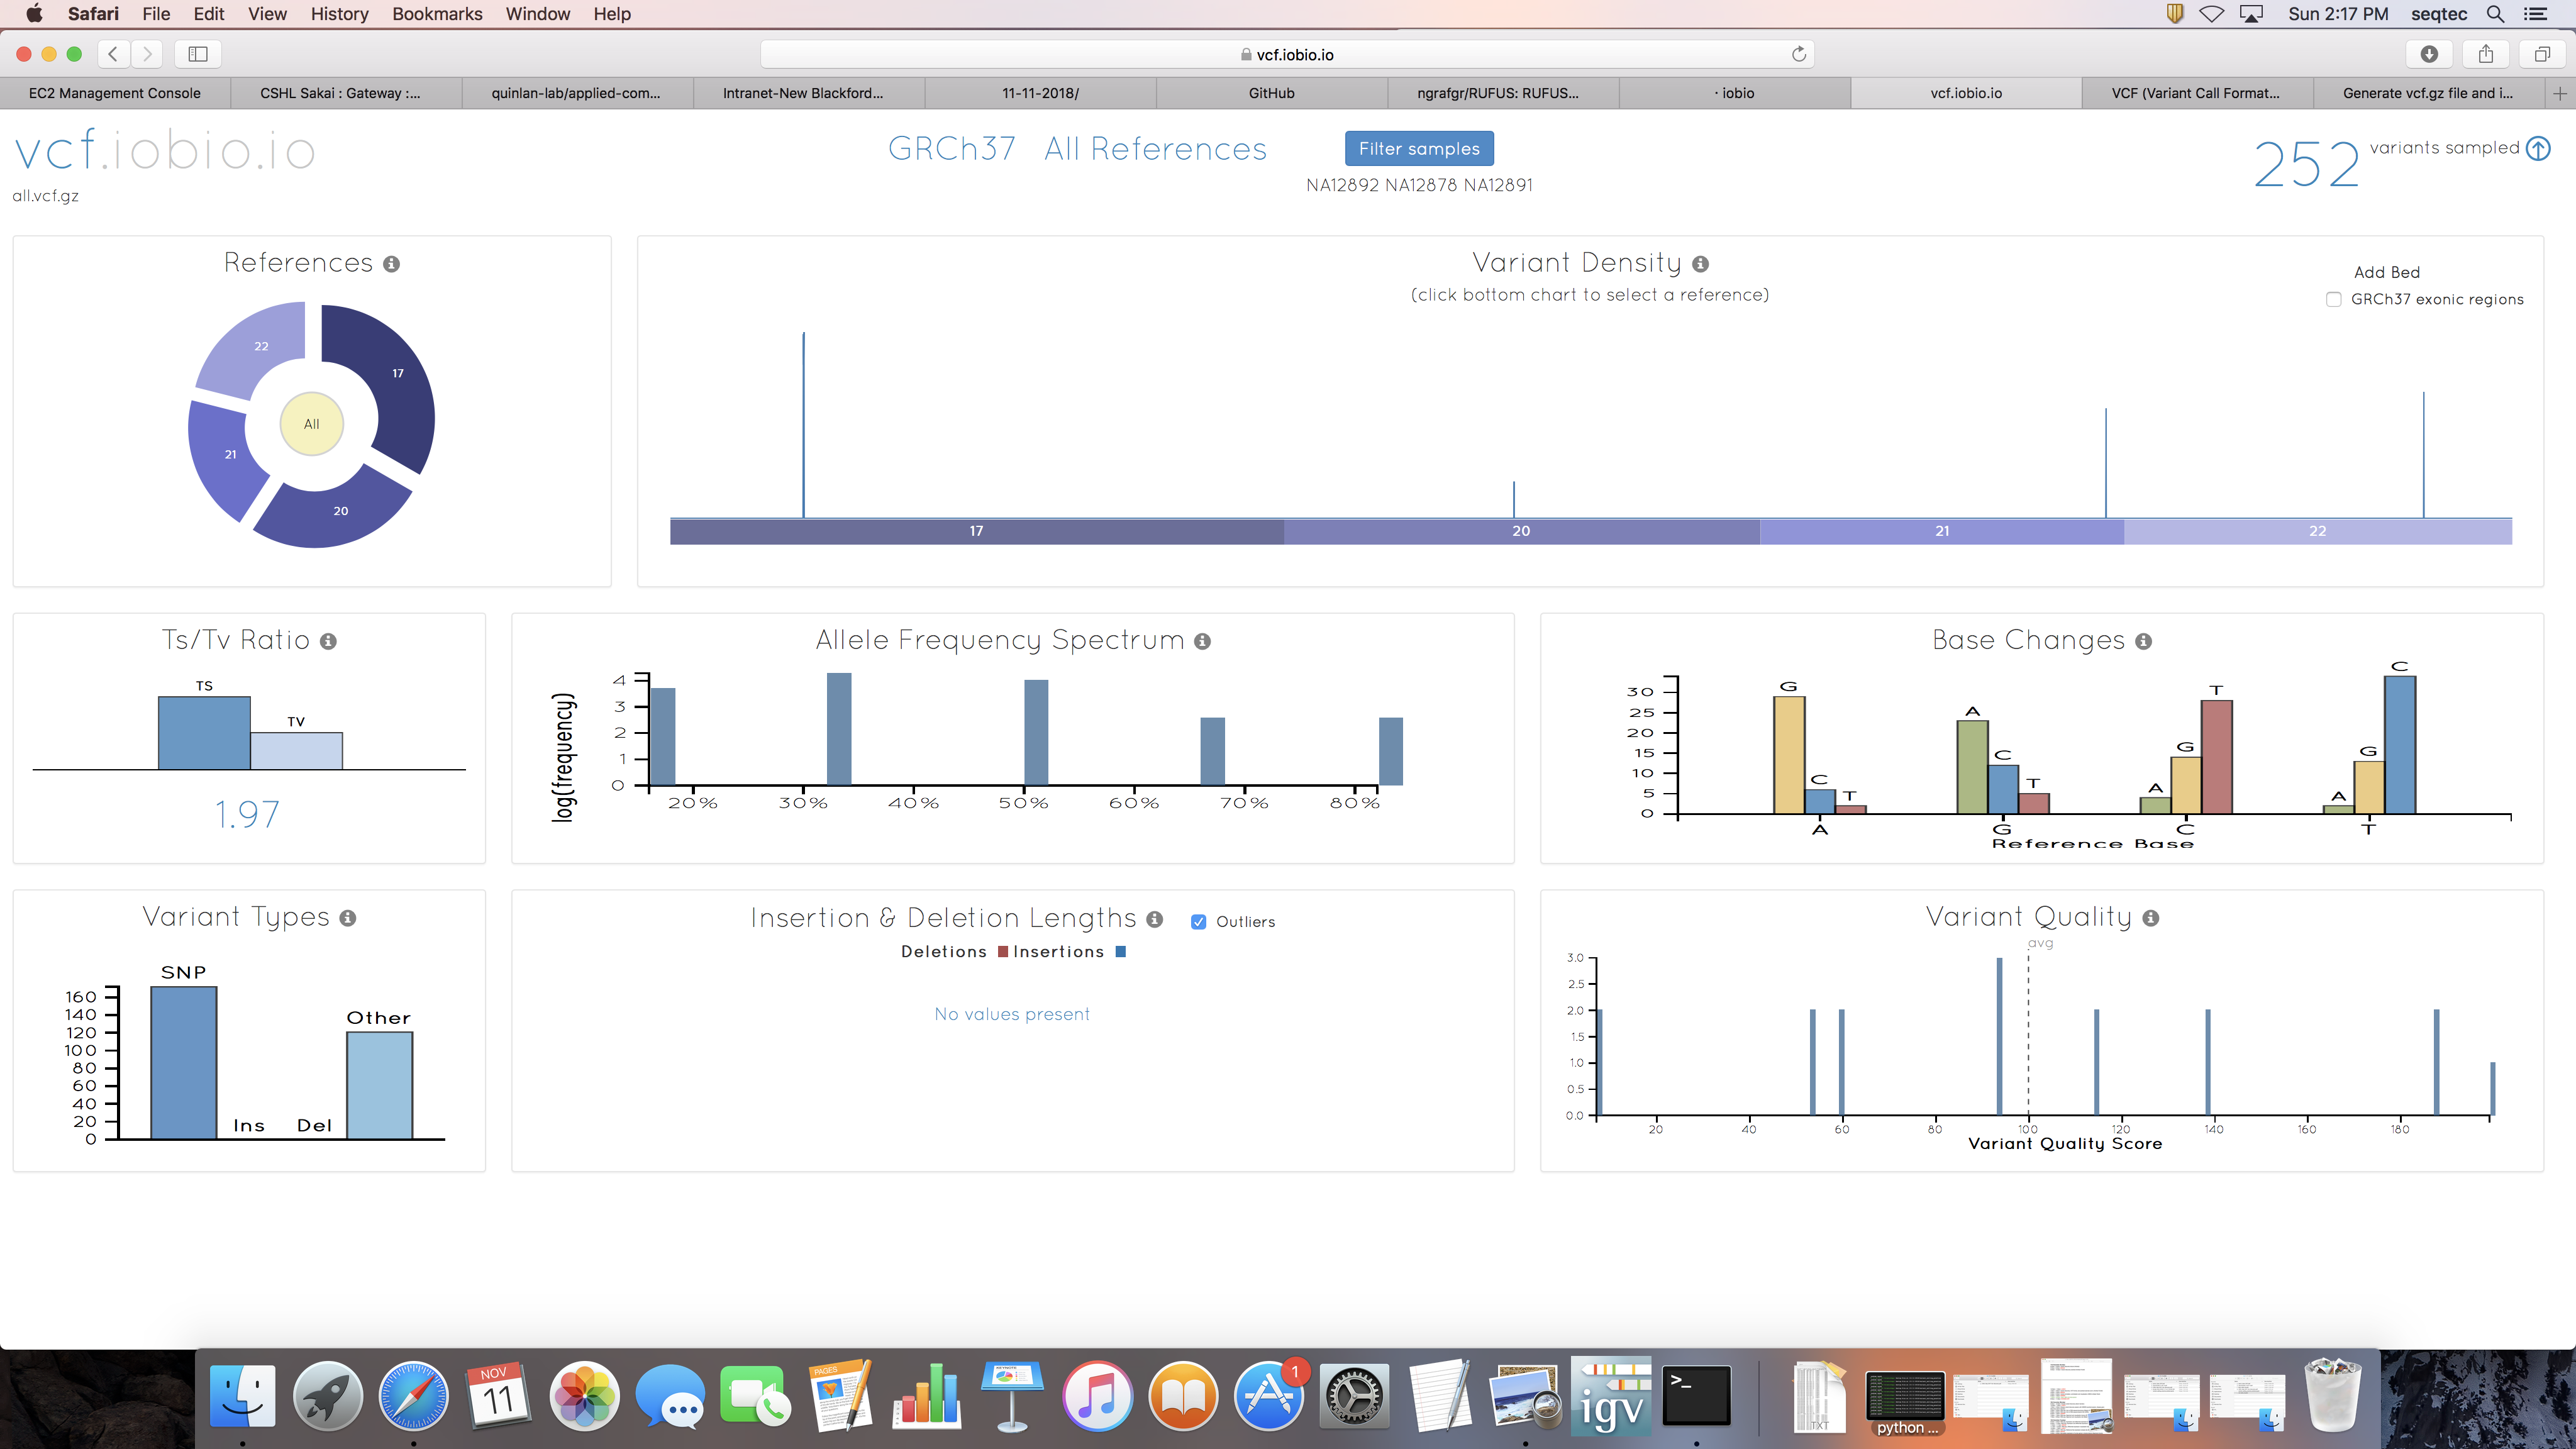 Safari File Edit View History Bookmarks Window Help Sun 2:17 PM seqtec
vcf.iobio.io
EC2 Management Console CSHL Sakai : Gateway :... quinlan-lab/applied-com... Intranet-New Blackford... 11-11-2018/ GitHub ngrafgr/RUFUS: RUFUS... · iobio vcf.iobio.io VCF (Variant Call Format... Generate vcf.gz file and i...
vcf.iobio.io
all.vcf.gz
GRCh37 All References
Filter samples
NA12892 NA12878 NA12891
252 variants sampled
References
22
17
All
21
20
Variant Density
(click bottom chart to select a reference)
Add Bed
GRCh37 exonic regions
17 20 21 22
Ts/Tv Ratio
TS
TV
1.97
Allele Frequency Spectrum
log(frequency)
4
3
2
1
0
20% 30% 40% 50% 60% 70% 80%
Base Changes
30
25
20
15
10
5
0
G C T
A C T
A G T
A G C
A G C T
Reference Base
Variant Types
SNP
Ins
Del
Other
160
140
120
100
80
60
40
20
0
Insertion & Deletion Lengths
Outliers
Deletions Insertions
No values present
Variant Quality
avg
3.0
2.5
2.0
1.5
1.0
0.5
0.0
20 40 60 80 100 120 140 160 180
Variant Quality Score
NOV
11
PAGES
1
igv
>_
TXT
python ...